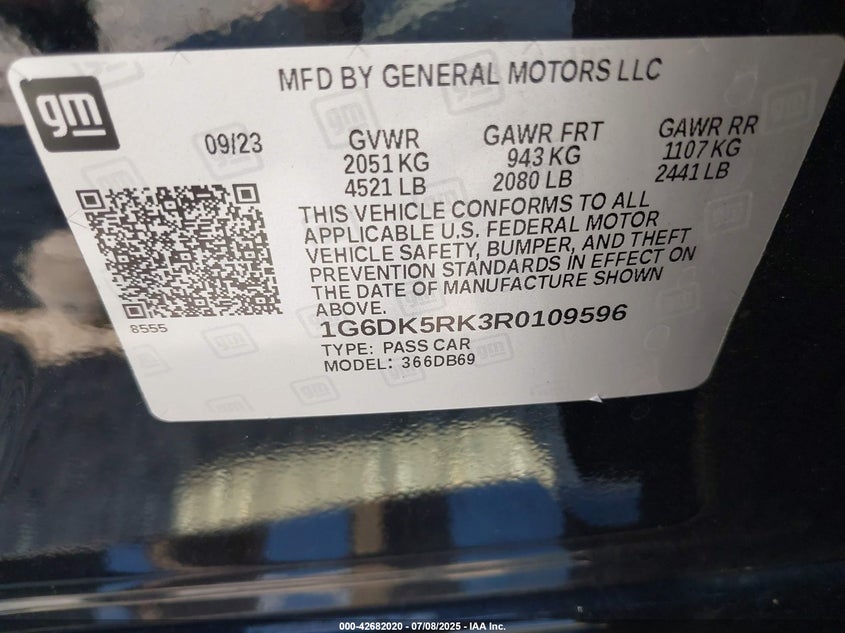 MFD BY GENERAL MOTORS LLC
gm
09/23
GVWR
2051 KG
4521 LB
GAWR FRT
943 KG
2080 LB
GAWR RR
1107 KG
2441 LB
THIS VEHICLE CONFORMS TO ALL
APPLICABLE U.S. FEDERAL MOTOR
VEHICLE SAFETY, BUMPER, AND THEFT
PREVENTION STANDARDS IN EFFECT ON
THE DATE OF MANUFACTURE SHOWN
ABOVE.
8555
1G6DK5RK3R0109596
TYPE: PASS CAR
MODEL: 366DB69
000-42682020 - 07/08/2025 - IAA Inc.